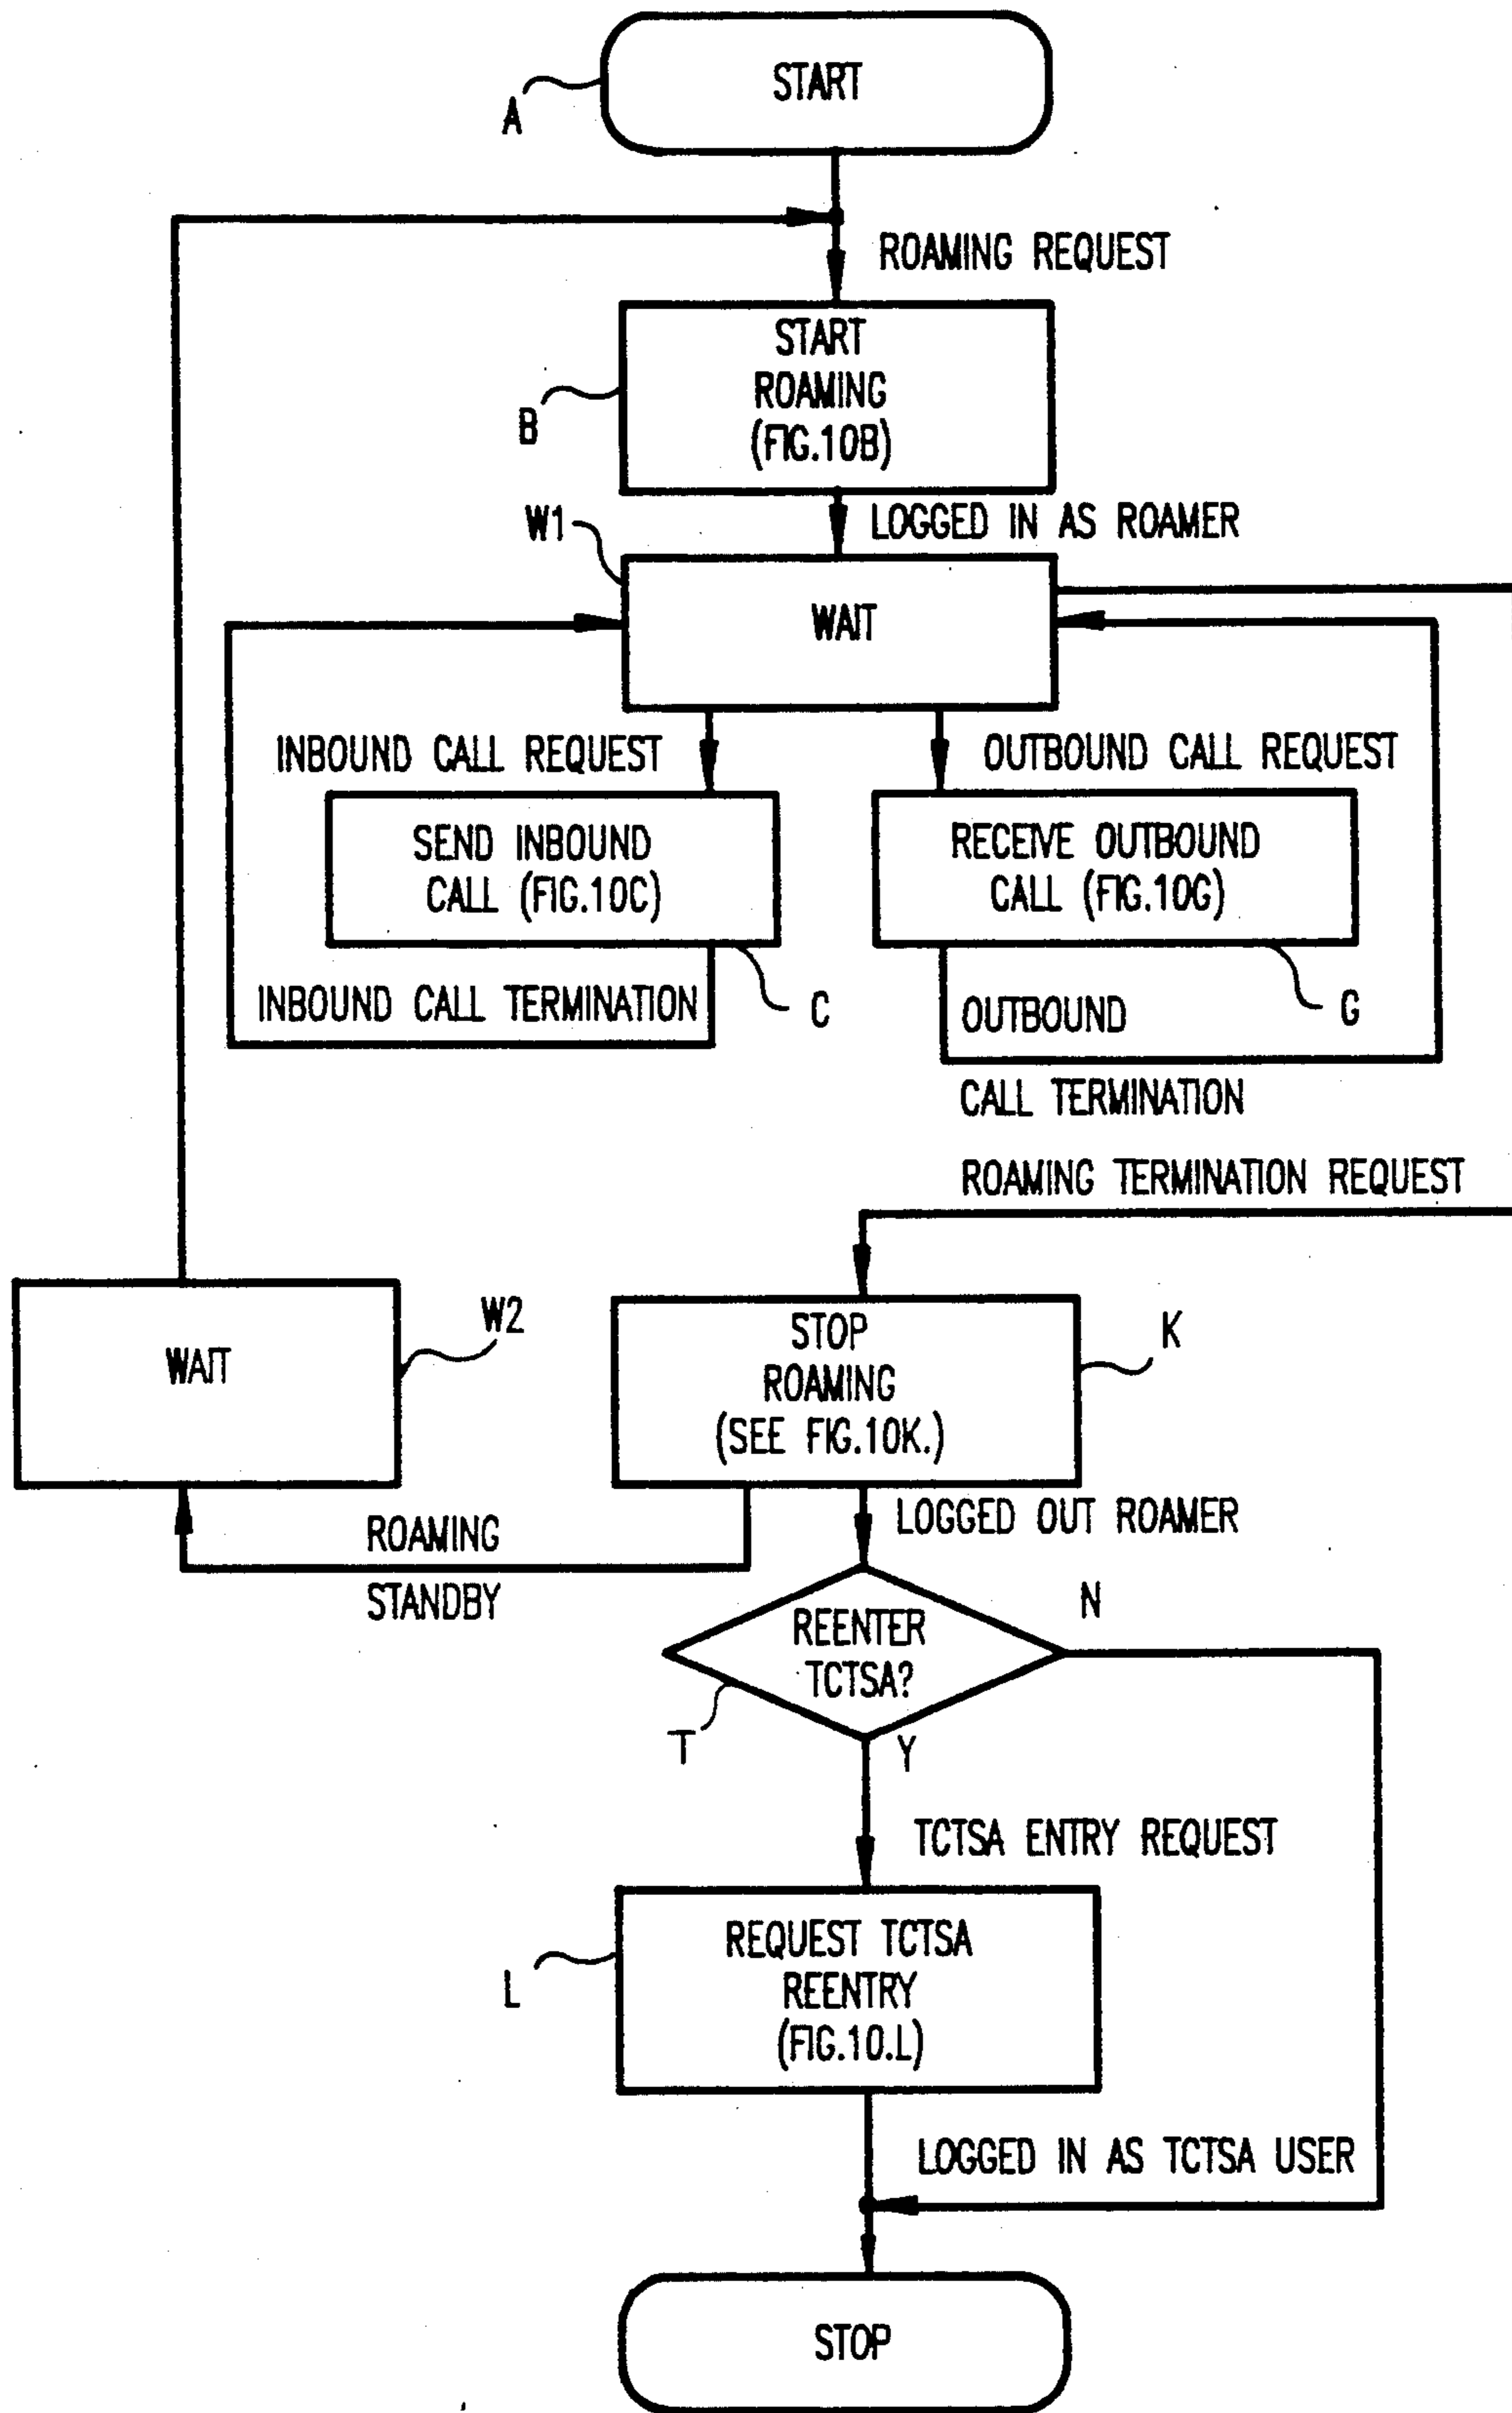 START
A
ROAMING REQUEST
START
ROAMING
(FIG.10B)
B
LOGGED IN AS ROAMER
W1
WAIT
INBOUND CALL REQUEST
OUTBOUND CALL REQUEST
SEND INBOUND
CALL (FIG.10C)
RECEIVE OUTBOUND
CALL (FIG.10G)
INBOUND CALL TERMINATION
C
OUTBOUND
G
CALL TERMINATION
ROAMING TERMINATION REQUEST
WAIT
W2
STOP
ROAMING
(SEE FIG.10K.)
K
LOGGED OUT ROAMER
ROAMING
STANDBY
REENTER
TCTSA?
N
T
Y
TCTSA ENTRY REQUEST
REQUEST TCTSA
REENTRY
(FIG.10.L)
L
LOGGED IN AS TCTSA USER
STOP